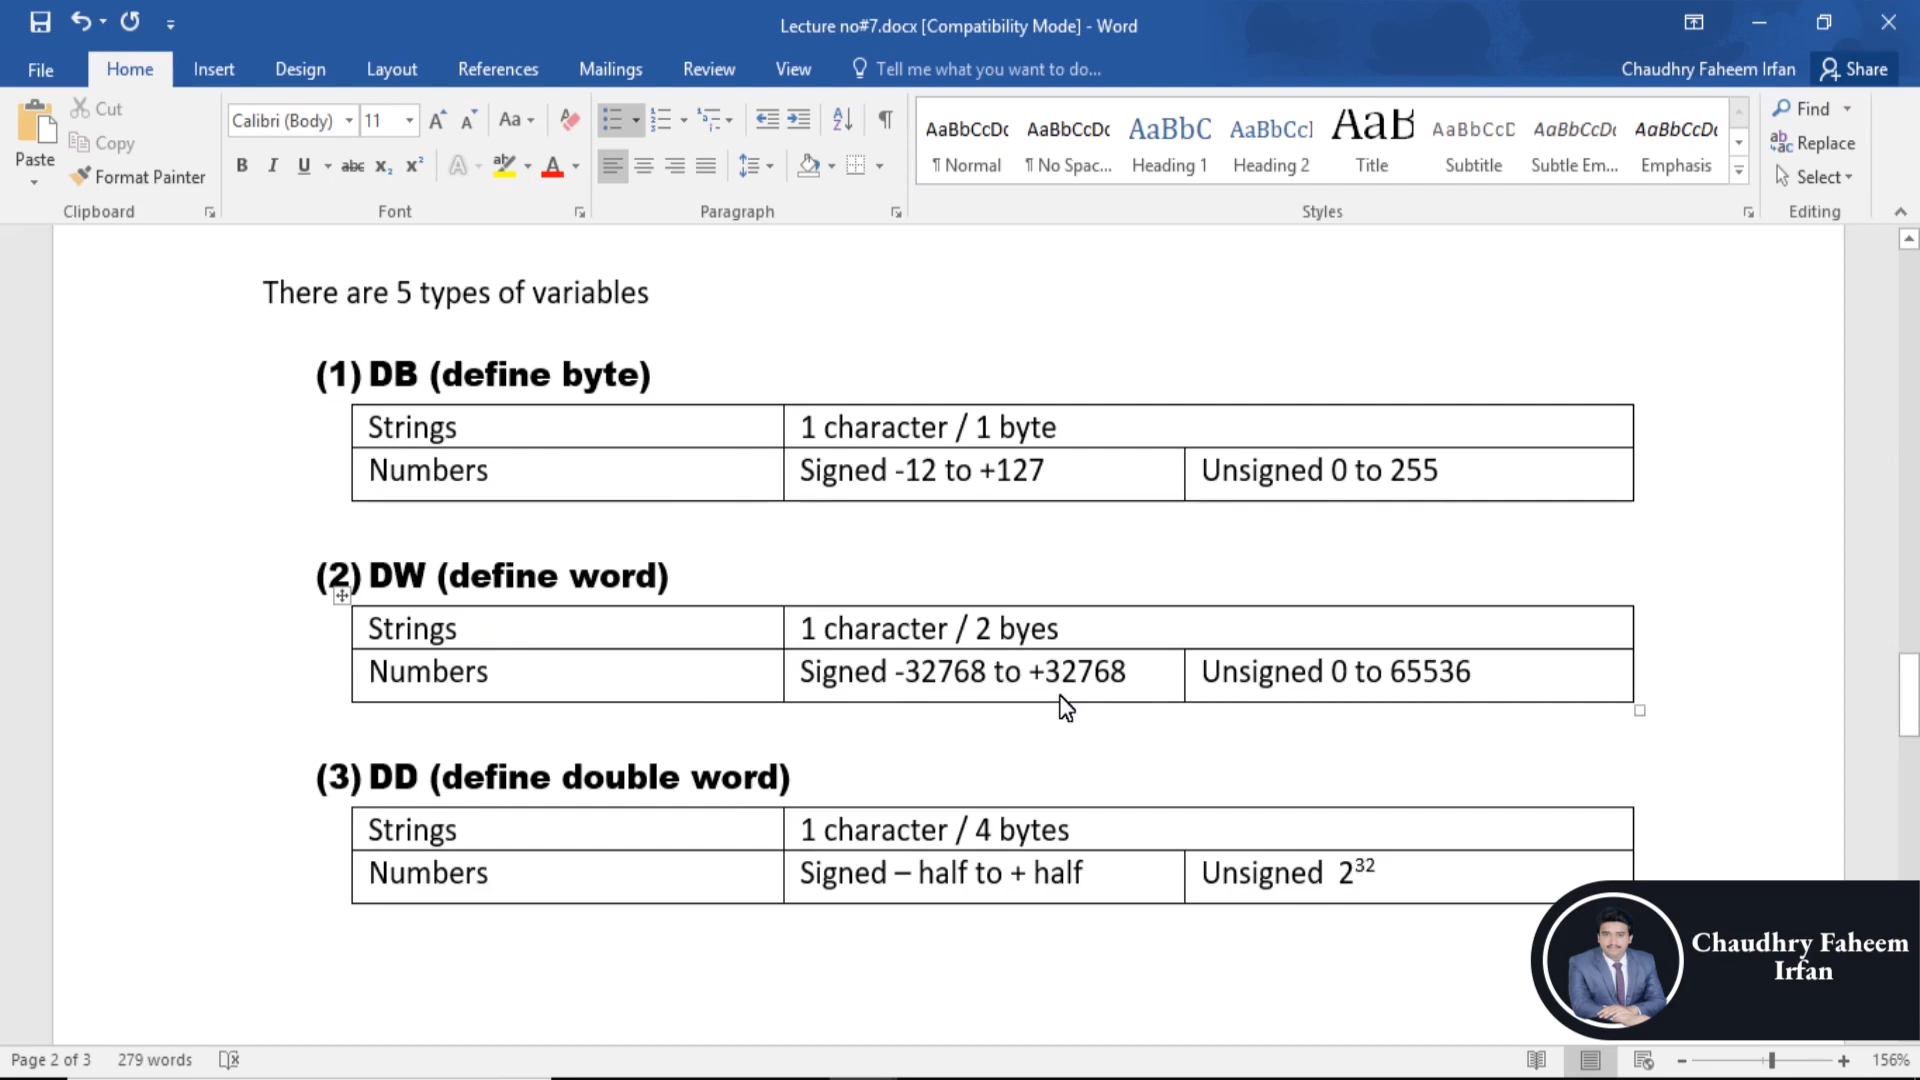 Lecture no#7.docx [Compatibility Mode] - Word
File Home Insert Design Layout References Mailings Review View Tell me what you want to do... Chaudhry Faheem Irfan Share
Paste
Cut
Copy
Format Painter
Clipboard
Calibri (Body) 11
Font
Paragraph
AaBbCcDc AaBbCcDc AaBbC AaBbCcl AaB AaBbCcD AaBbCcDc AaBbCcDc
¶ Normal ¶ No Spac... Heading 1 Heading 2 Title Subtitle Subtle Em... Emphasis
Styles
Find
Replace
Select
Editing
There are 5 types of variables
(1) DB (define byte)
Strings 1 character / 1 byte
Numbers Signed -12 to +127 Unsigned 0 to 255
(2) DW (define word)
Strings 1 character / 2 byes
Numbers Signed -32768 to +32768 Unsigned 0 to 65536
(3) DD (define double word)
Strings 1 character / 4 bytes
Numbers Signed – half to + half Unsigned 2³²
Chaudhry Faheem
Irfan
Page 2 of 3 279 words 156%